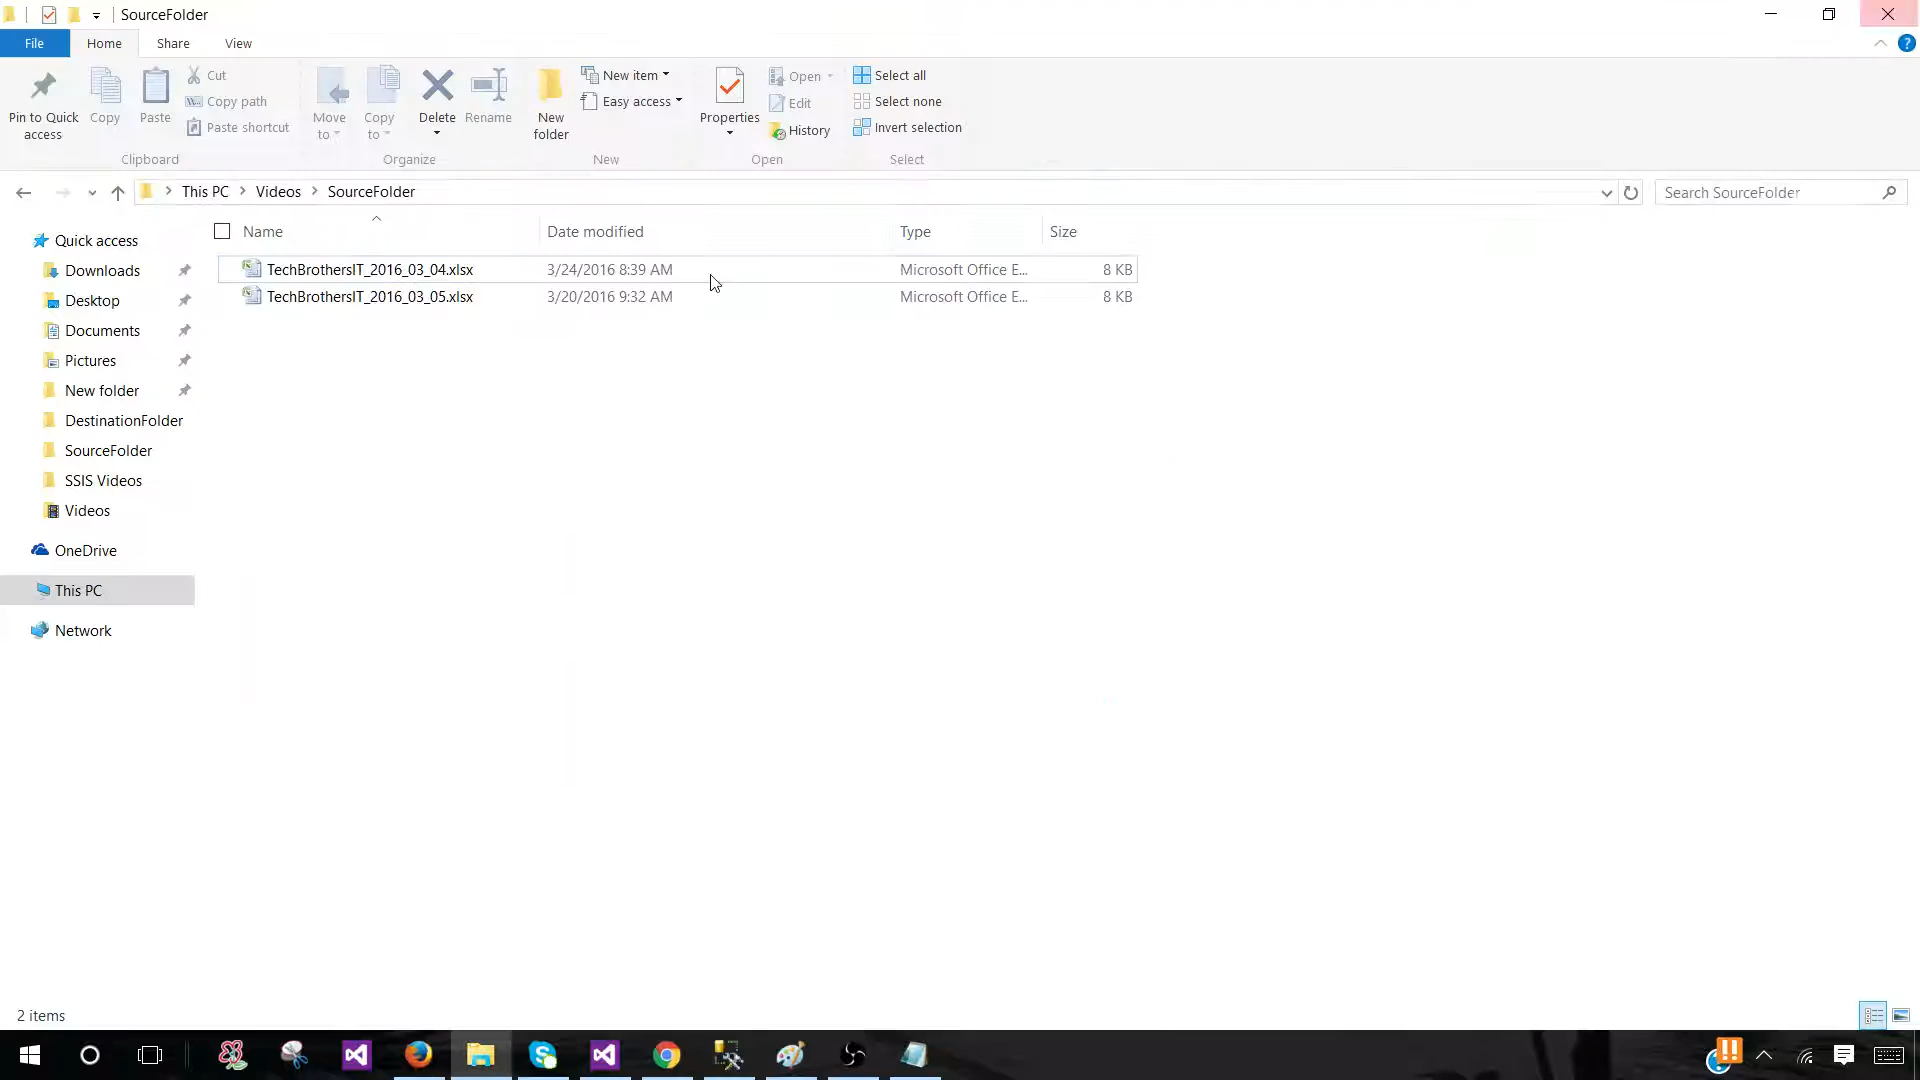 SourceFolder
File Home Share View
Pin to Quick access
Copy
Paste
Cut
Copy path
Paste shortcut
Clipboard
Move to
Copy to
Delete
Rename
Organize
New folder
New item
Easy access
New
Properties
Open
Edit
History
Open
Select all
Select none
Invert selection
Select
This PC Videos SourceFolder
Search SourceFolder
Name Date modified Type Size
TechBrothersIT_2016_03_04.xlsx 3/24/2016 8:39 AM Microsoft Office E... 8 KB
TechBrothersIT_2016_03_05.xlsx 3/20/2016 9:32 AM Microsoft Office E... 8 KB
Quick access
Downloads
Desktop
Documents
Pictures
New folder
DestinationFolder
SourceFolder
SSIS Videos
Videos
OneDrive
This PC
Network
2 items